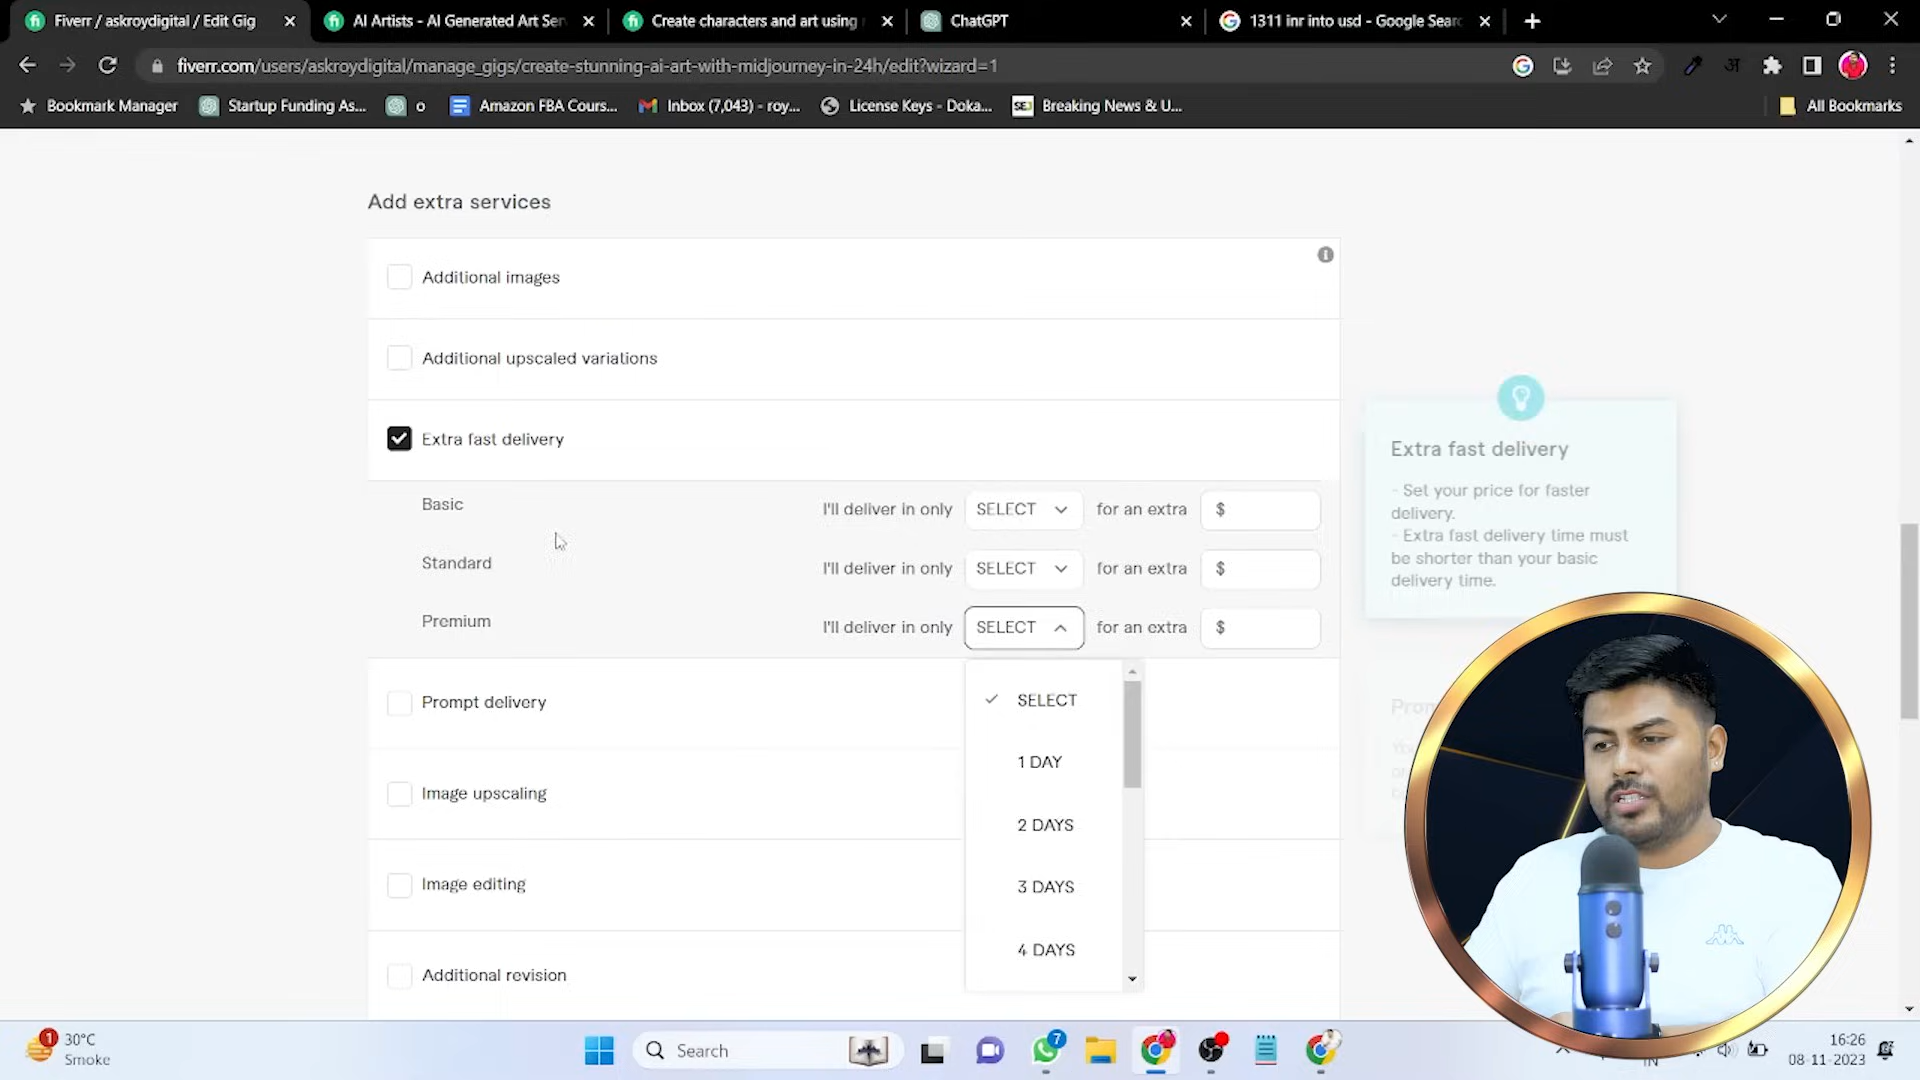 Fiverr / askroydigital / Edit Gig
AI Artists - AI Generated Art Ser
Create characters and art using
ChatGPT
1311 inr into usd - Google Sear
fiverr.com/users/askroydigital/manage_gigs/create-stunning-ai-art-with-midjourney-in-24h/edit?wizard=1
Bookmark Manager
Startup Funding As...
o
Amazon FBA Cours...
Inbox (7,043) - roy...
License Keys - Doka...
SEJ
Breaking News & U...
All Bookmarks
Add extra services
Additional images
Additional upscaled variations
Extra fast delivery
Basic
I'll deliver in only
SELECT
for an extra
$
Standard
I'll deliver in only
SELECT
for an extra
$
Premium
I'll deliver in only
SELECT
for an extra
$
SELECT
1 DAY
2 DAYS
3 DAYS
4 DAYS
Prompt delivery
Image upscaling
Image editing
Additional revision
Extra fast delivery
- Set your price for faster
delivery.
- Extra fast delivery time must
be shorter than your basic
delivery time.
1
30°C
Smoke
Search
7
IN
16:26
08-11-2023